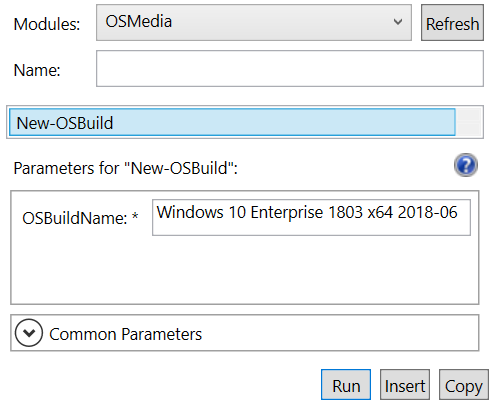 Modules: OSMedia Refresh
Name:
New-OSBuild
Parameters for "New-OSBuild": ?
OSBuildName: * Windows 10 Enterprise 1803 x64 2018-06
Common Parameters
Run Insert Copy